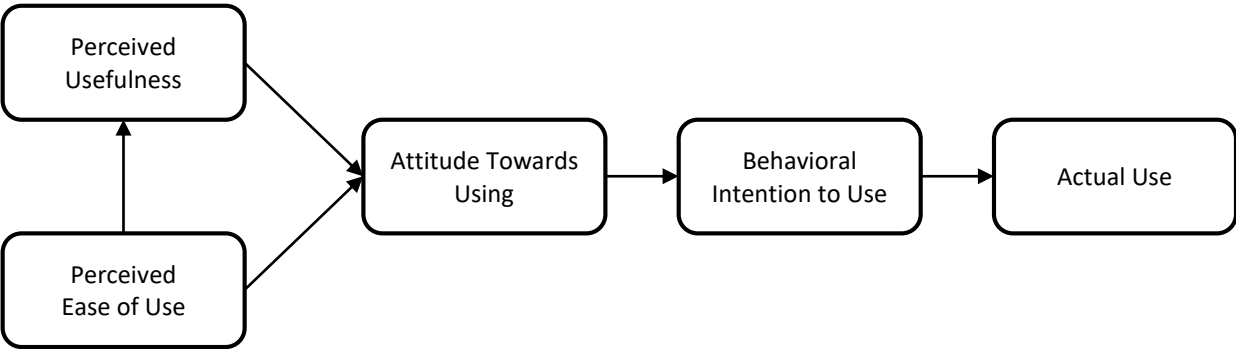 Perceived
Usefulness
Attitude Towards
Using
Behavioral
Intention to Use
Actual Use
Perceived
Ease of Use